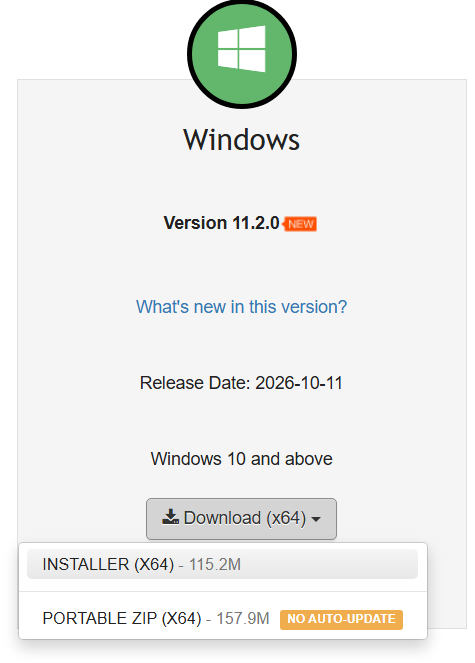 Windows
Version 11.2.0 NEW
What's new in this version?
Release Date: 2026-10-11
Windows 10 and above
Download (x64)
INSTALLER (X64) - 115.2M
PORTABLE ZIP (X64) - 157.9M NO AUTO-UPDATE